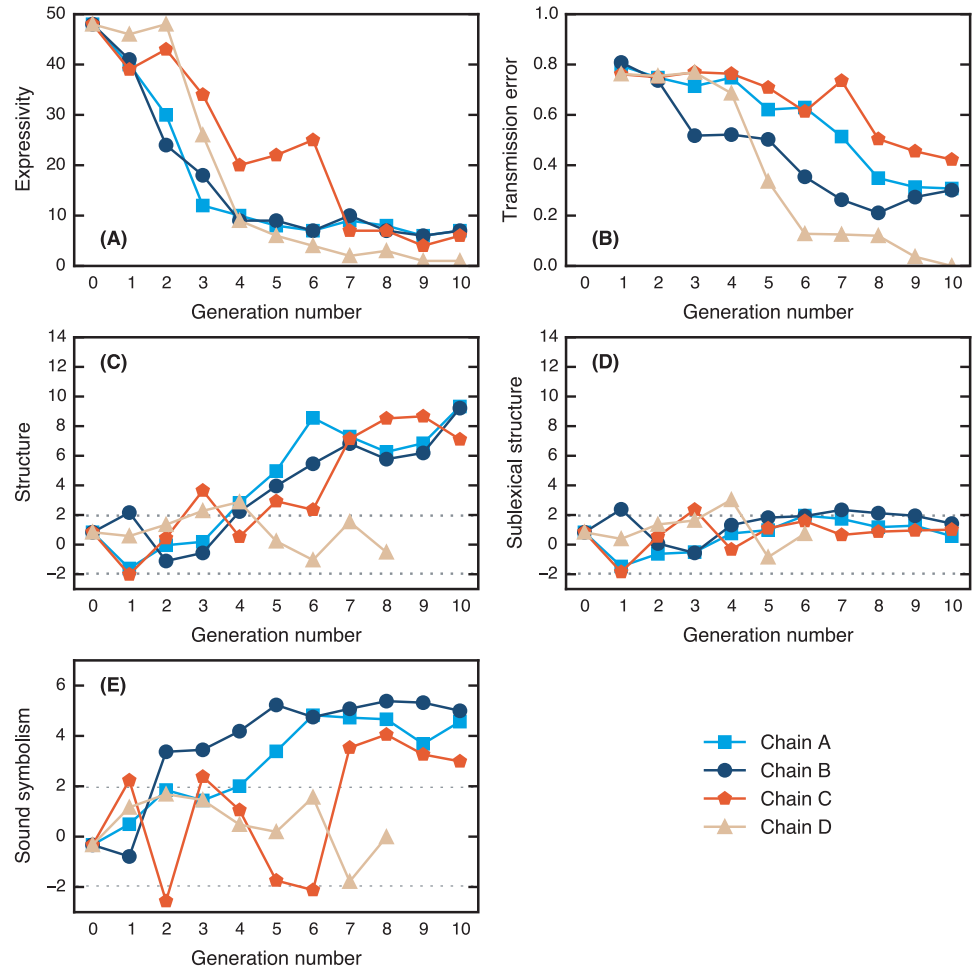 50
40
30
20
10
0
Expressivity
(A)
0 1 2 3 4 5 6 7 8 9 10
Generation number
1.0
0.8
0.6
0.4
0.2
0.0
Transmission error
(B)
0 1 2 3 4 5 6 7 8 9 10
Generation number
14
12
10
8
6
4
2
0
−2
Structure
(C)
0 1 2 3 4 5 6 7 8 9 10
Generation number
14
12
10
8
6
4
2
0
−2
Sublexical structure
(D)
0 1 2 3 4 5 6 7 8 9 10
Generation number
6
4
2
0
−2
Sound symbolism
(E)
0 1 2 3 4 5 6 7 8 9 10
Generation number
Chain A
Chain B
Chain C
Chain D